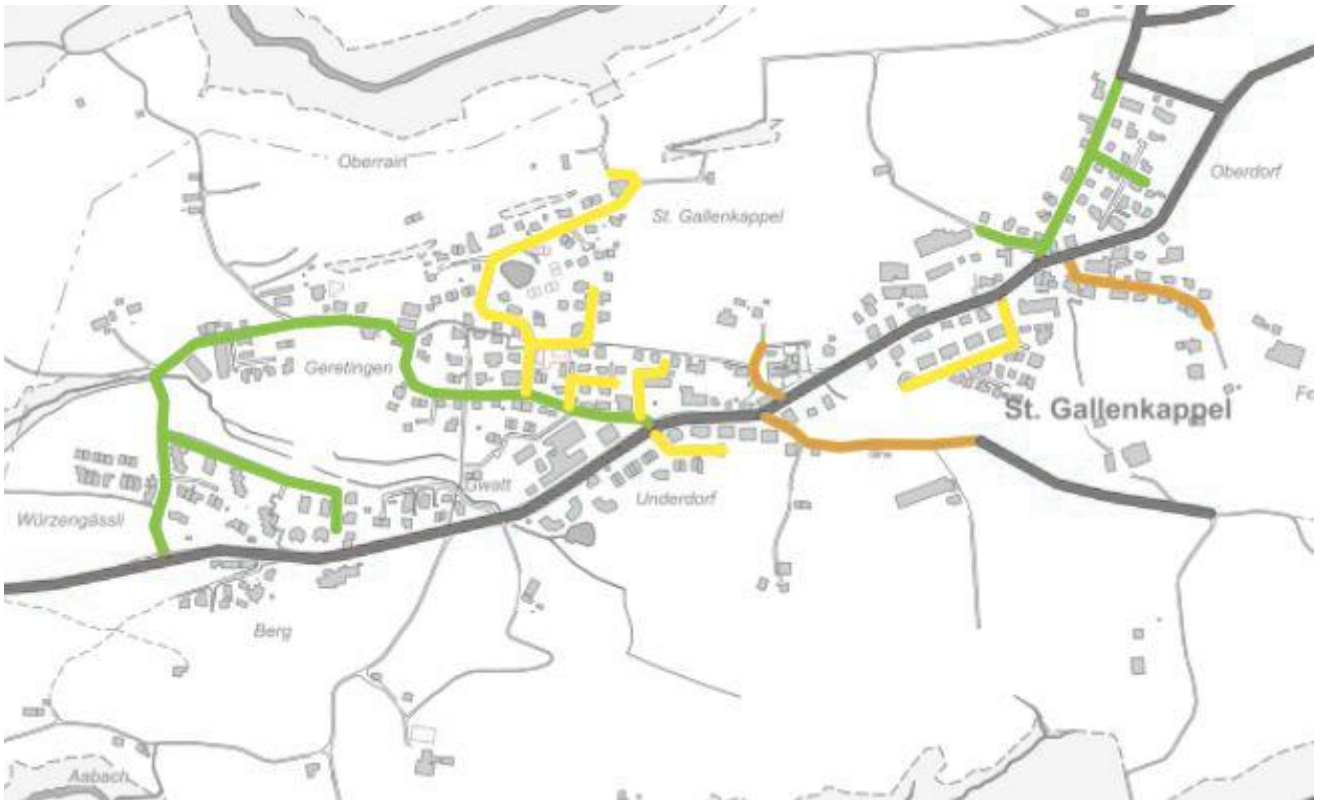 Oberrain
Oberdorf
St. Gallenkappel
Geretingen
St. Gallenkappel
Gwatt
Underdorf
Würzengässli
Berg
Aabach